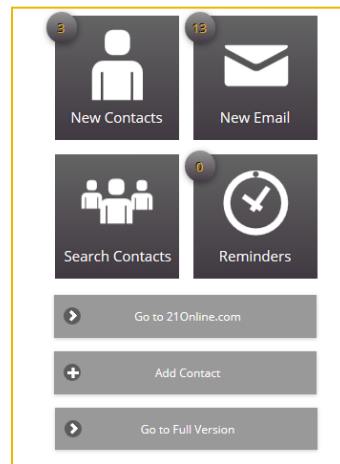 3
13
New Contacts
New Email
0
Search Contacts
Reminders
Go to 21Online.com
Add Contact
Go to Full Version